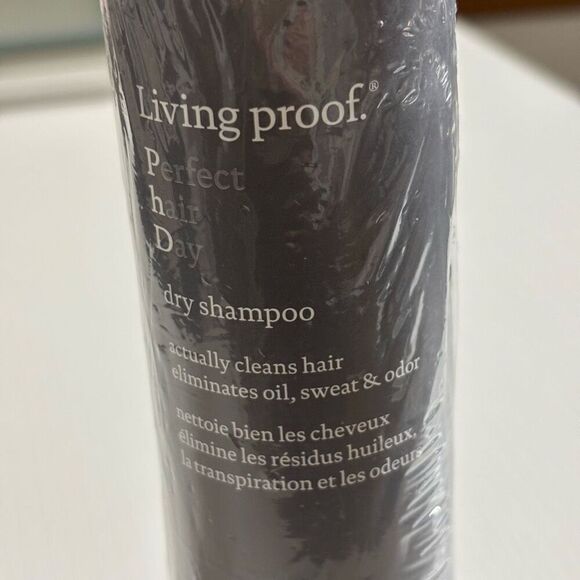 Living proof.®
Perfect
hair
Day
dry shampoo
actually cleans hair
eliminates oil, sweat & odor
nettoie bien les cheveux
élimine les résidus huileux,
la transpiration et les odeurs